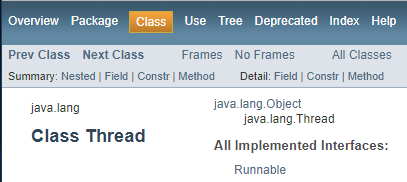 Overview Package Class Use Tree Deprecated Index Help
Prev Class Next Class Frames No Frames All Classes
Summary: Nested | Field | Constr | Method Detail: Field | Constr | Method
java.lang
Class Thread
java.lang.Object
java.lang.Thread
All Implemented Interfaces:
Runnable